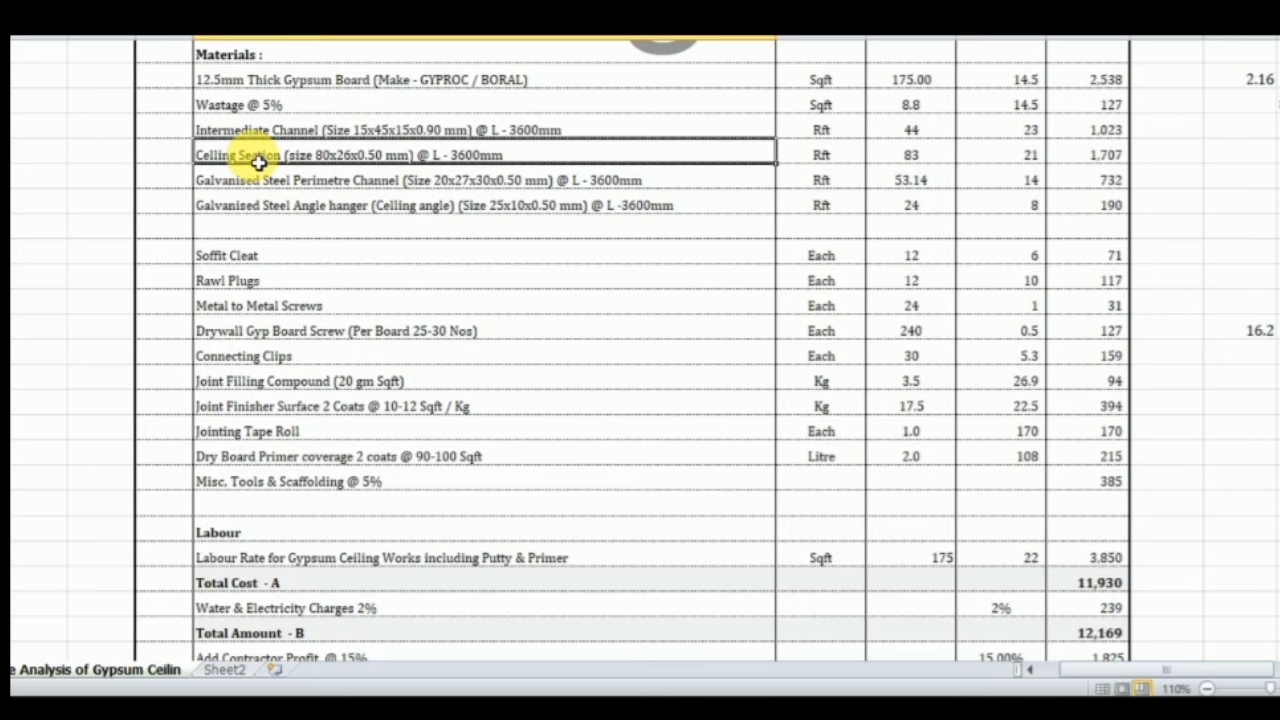 Materials :
12.5mm Thick Gypsum Board (Make - GYPROC / BORAL) Sqft 175.00 14.5 2,538 2.16
Wastage @ 5% Sqft 8.8 14.5 127
Intermediate Channel (Size 15x45x15x0.90 mm) @ L - 3600mm Rft 44 23 1,023
Celling Section (size 80x26x0.50 mm) @ L - 3600mm Rft 83 21 1,707
Galvanised Steel Perimetre Channel (Size 20x27x30x0.50 mm) @ L - 3600mm Rft 53.14 14 732
Galvanised Steel Angle hanger (Celling angle) (Size 25x10x0.50 mm) @ L -3600mm Rft 24 8 190
Soffit Cleat Each 12 6 71
Rawl Plugs Each 12 10 117
Metal to Metal Screws Each 24 1 31
Drywall Gyp Board Screw (Per Board 25-30 Nos) Each 240 0.5 127 16.2
Connecting Clips Each 30 5.3 159
Joint Filling Compound (20 gm Sqft) Kg 3.5 26.9 94
Joint Finisher Surface 2 Coats @ 10-12 Sqft / Kg Kg 17.5 22.5 394
Jointing Tape Roll Each 1.0 170 170
Dry Board Primer coverage 2 coats @ 90-100 Sqft Litre 2.0 108 215
Misc, Tools & Scaffolding @ 5% 385
Labour
Labour Rate for Gypsum Ceiling Works including Putty & Primer Sqft 175 22 3,850
Total Cost - A 11,930
Water & Electricity Charges 2% 2% 239
Total Amount - B 12,169
Add Contractor Profit @ 15% 15.00% 1,825
e Analysis of Gypsum Ceilin Sheet2
110%